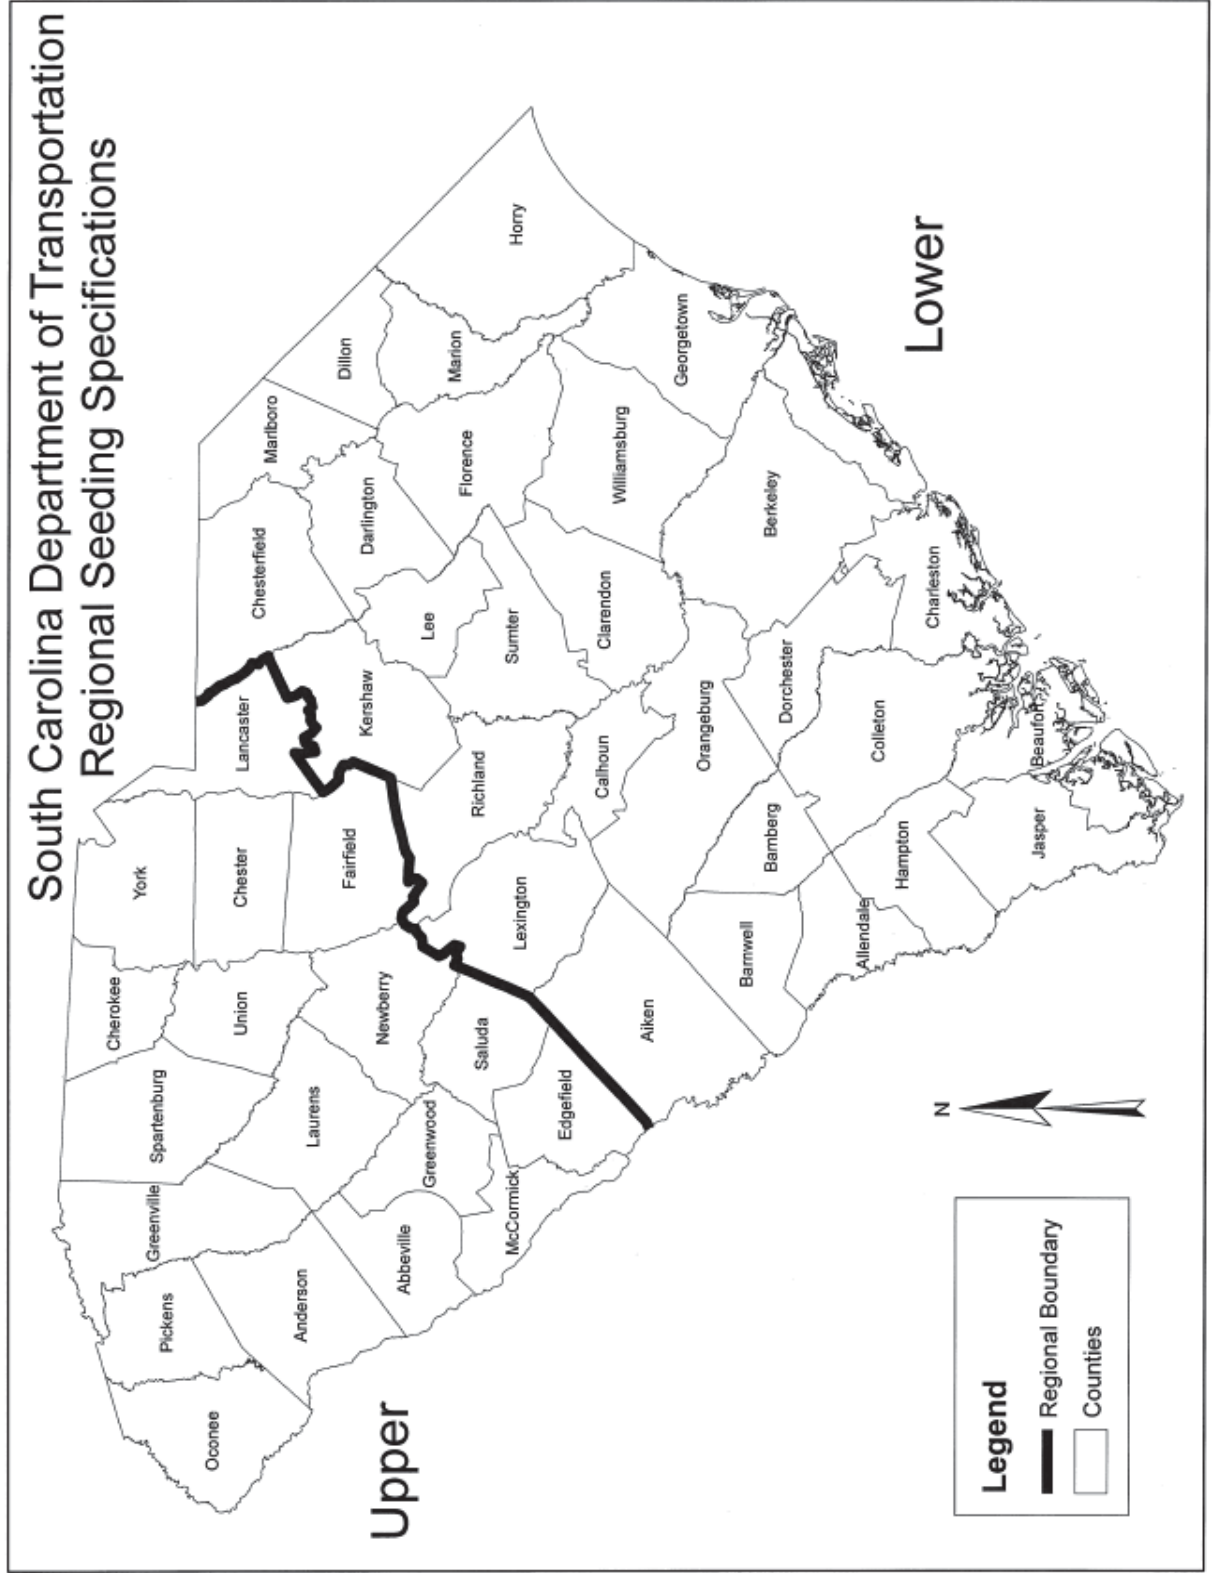 South Carolina Department of Transportation
Regional Seeding Specifications
York
Cherokee
Spartenburg
Greenville
Pickens
Oconee
Lancaster
Chester
Union
Chesterfield
Marlboro
Anderson
Laurens
Fairfield
Newberry
Kershaw
Darlington
Dillon
Abbeville
Greenwood
Saluda
Richland
Lee
Florence
Marion
McCormick
Edgefield
Lexington
Sumter
Horry
Aiken
Calhoun
Clarendon
Williamsburg
Georgetown
Orangeburg
Barnwell
Bamberg
Dorchester
Berkeley
Allendale
Hampton
Colleton
Charleston
Jasper
Beaufort
Upper
Lower
N
Legend
Regional Boundary
Counties